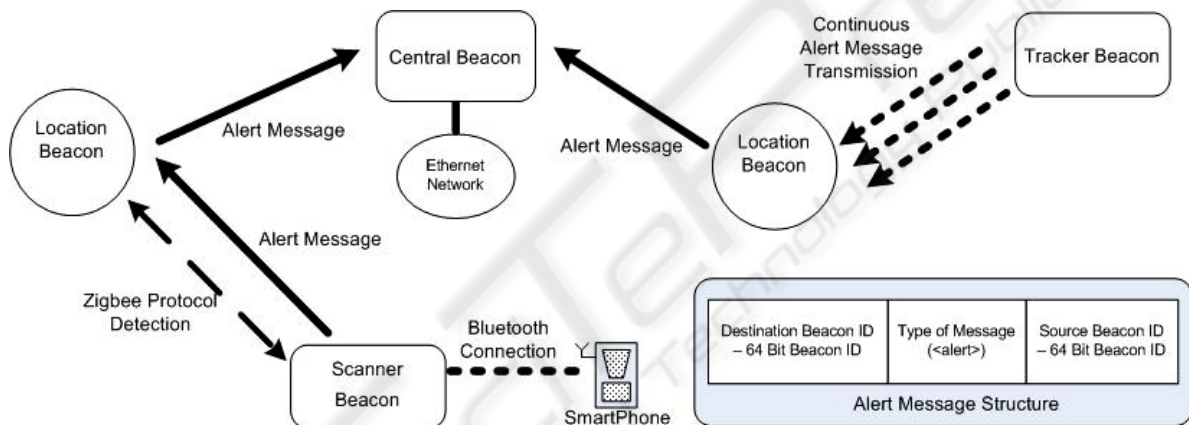 Location
Beacon
Alert Message
Central Beacon
Ethernet
Network
Alert Message
Continuous
Alert Message
Transmission
Tracker Beacon
Location
Beacon
Alert Message
Zigbee Protocol
Detection
Scanner
Beacon
Bluetooth
Connection
SmartPhone
Destination Beacon ID
– 64 Bit Beacon ID
Type of Message
(<alert>)
Source Beacon ID
– 64 Bit Beacon ID
Alert Message Structure